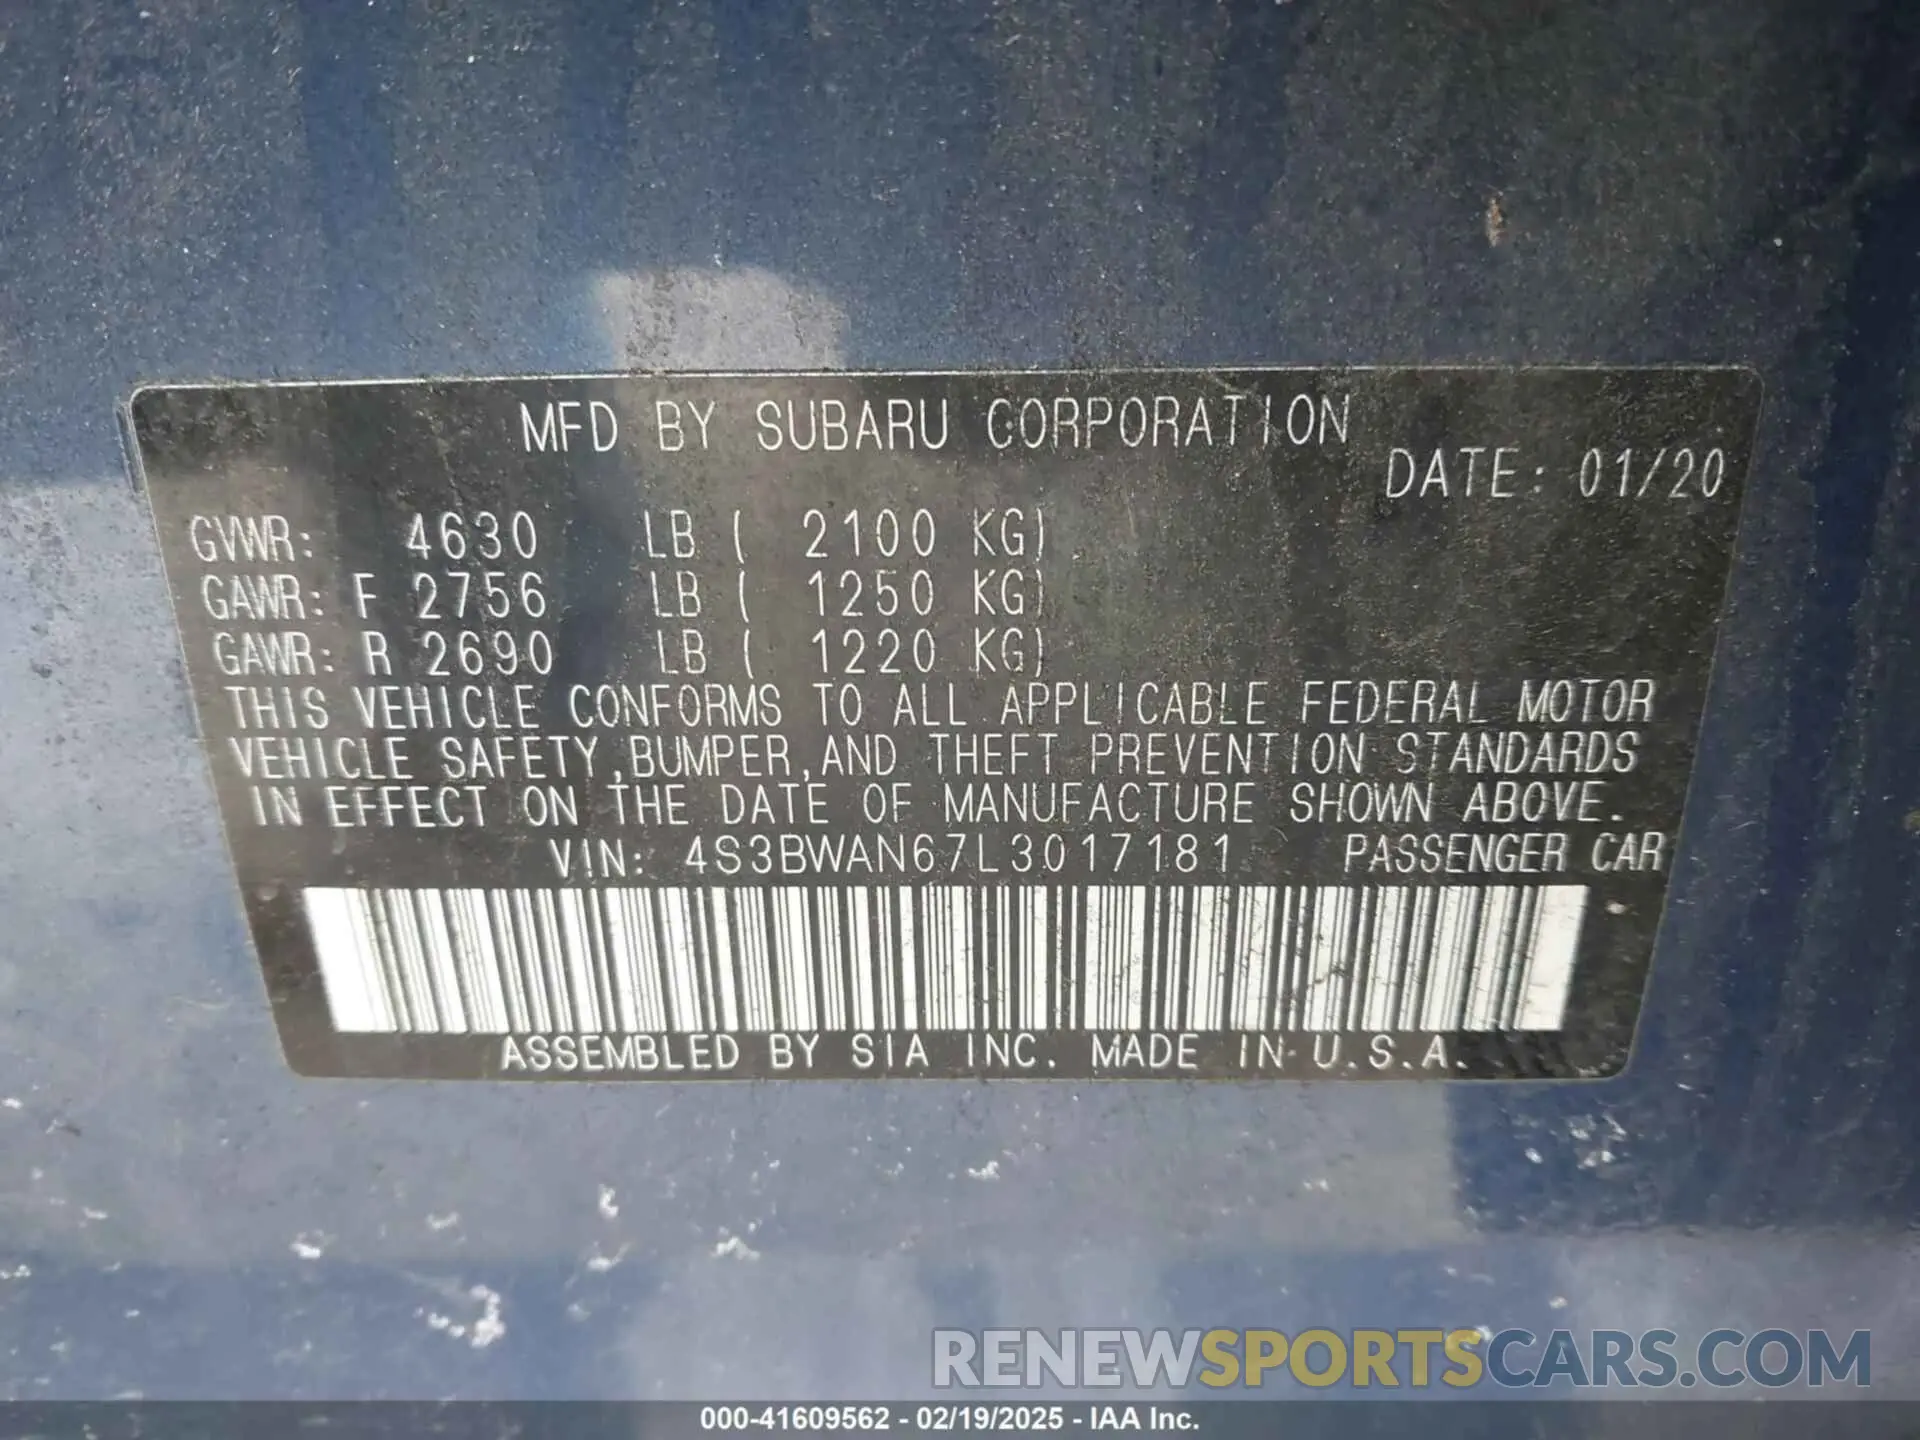 MFD BY SUBARU CORPORATION
DATE: 01/20
GVWR: 4630 LB ( 2100 KG)
GAWR: F 2756 LB ( 1250 KG)
GAWR: R 2690 LB ( 1220 KG)
THIS VEHICLE CONFORMS TO ALL APPLICABLE FEDERAL MOTOR
VEHICLE SAFETY,BUMPER,AND THEFT PREVENTION STANDARDS
IN EFFECT ON THE DATE OF MANUFACTURE SHOWN ABOVE.
VIN: 4S3BWAN67L3017181 PASSENGER CAR
ASSEMBLED BY SIA INC. MADE IN U.S.A.
RENEWSPORTSCARS.COM
000-41609562 - 02/19/2025 - IAA Inc.